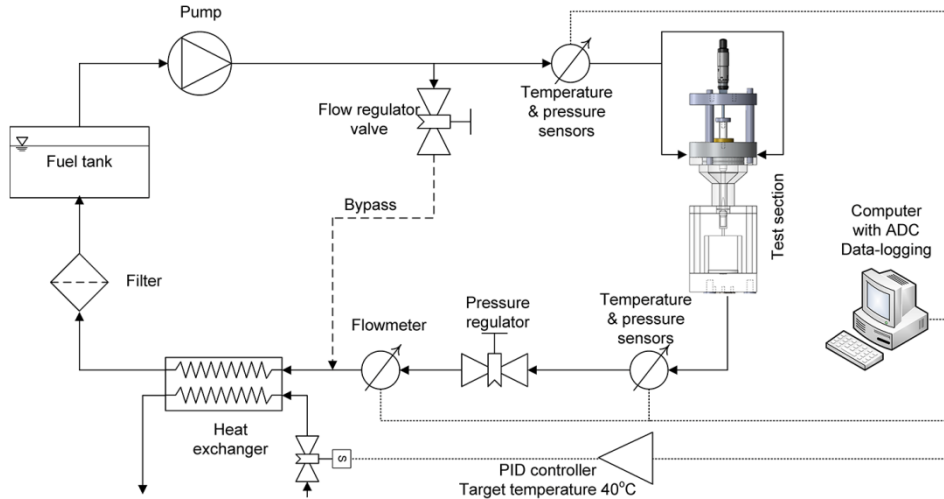 Pump
Flow regulator
valve
Temperature
& pressure
sensors
Fuel tank
Bypass
Test section
Computer
with ADC
Data-logging
Filter
Flowmeter
Pressure
regulator
Temperature
& pressure
sensors
Heat
exchanger
S
PID controller
Target temperature 40°C